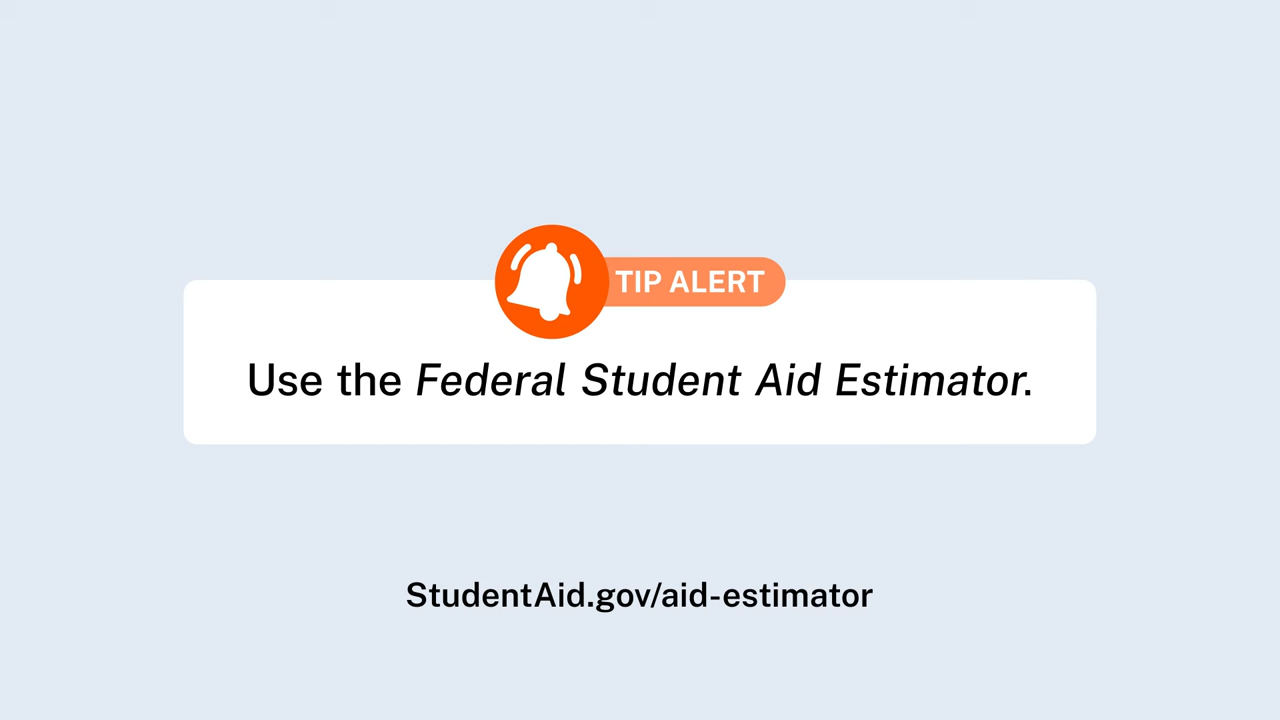 TIP ALERT
Use the Federal Student Aid Estimator.
StudentAid.gov/aid-estimator